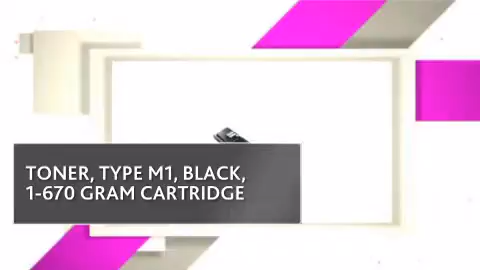 TONER, TYPE M1, BLACK,
1-670 GRAM CARTRIDGE